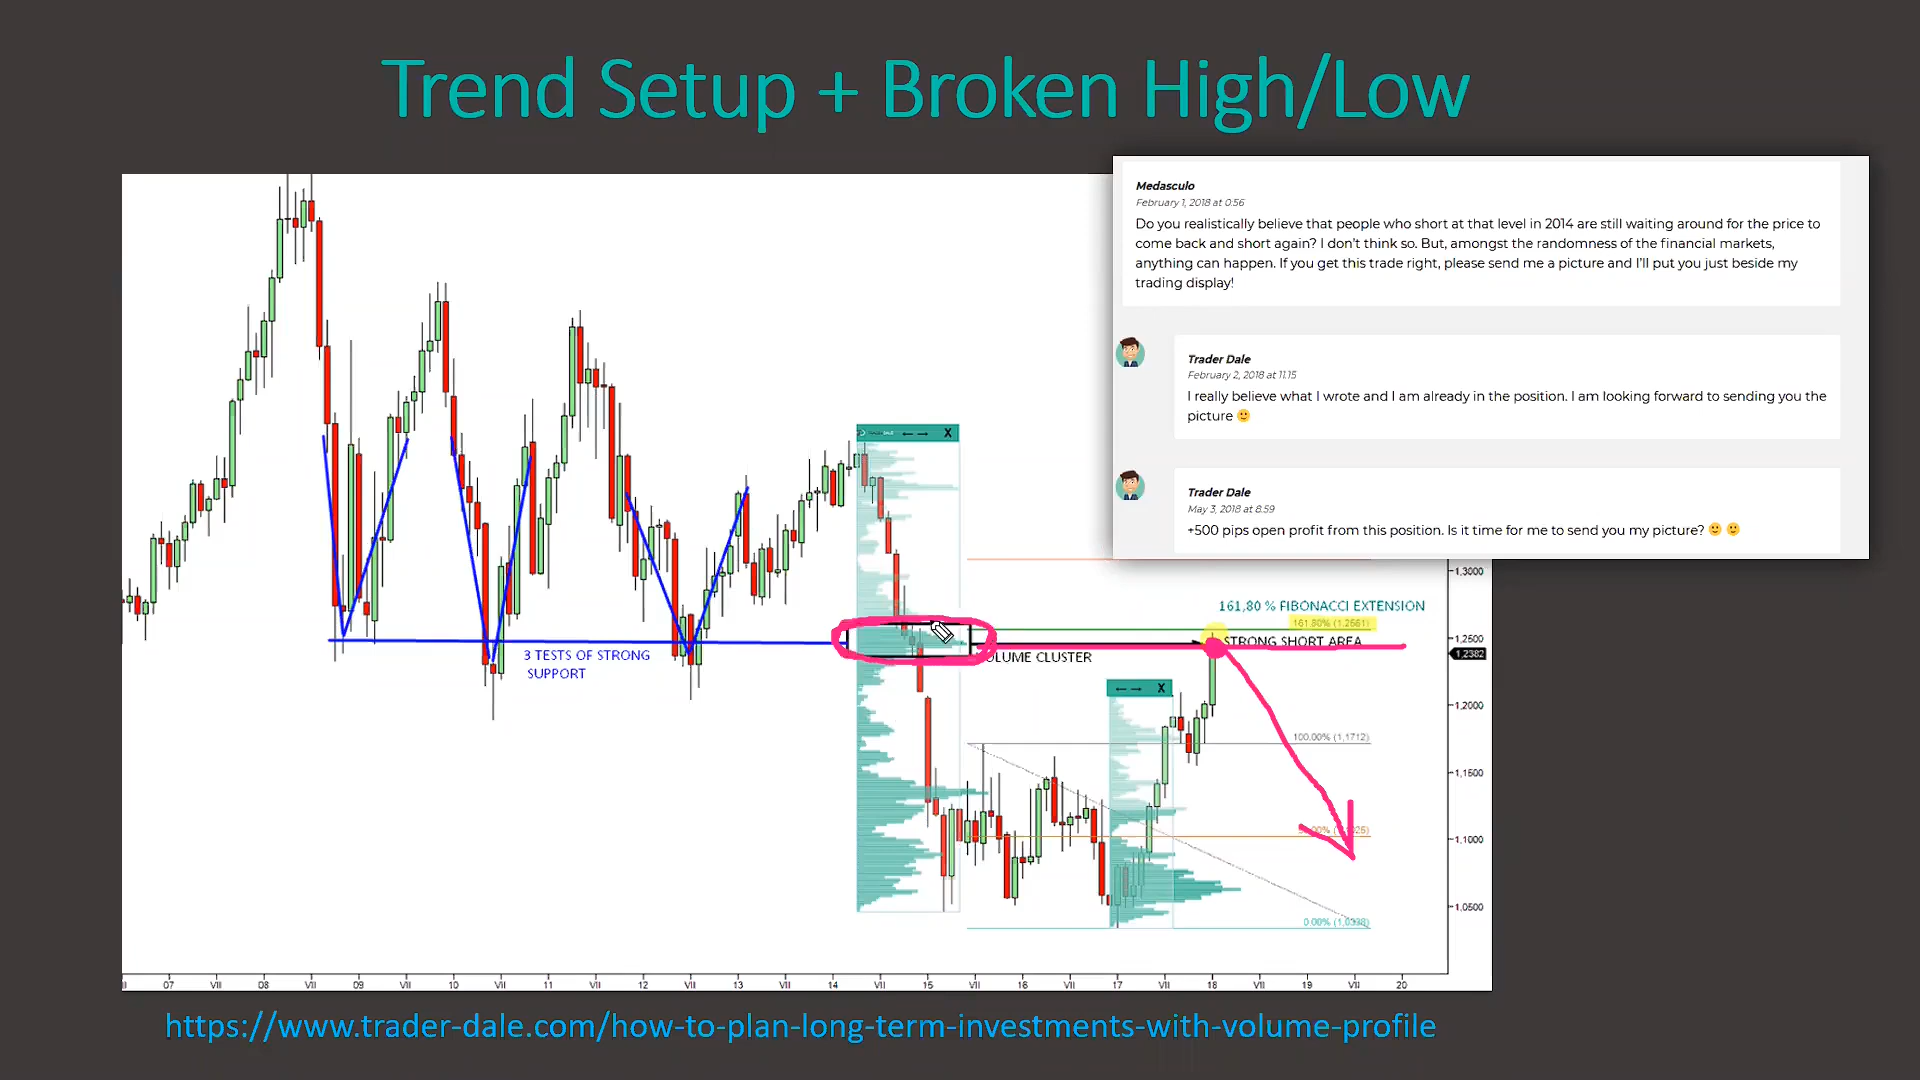 Trend Setup + Broken High/Low
Medasculo
February 1, 2018 at 0:56
Do you realistically believe that people who short at that level in 2014 are still waiting around for the price to
come back and short again? I don't think so. But, amongst the randomness of the financial markets,
anything can happen. If you get this trade right, please send me a picture and I'll put you just beside my
trading display!
Trader Dale
February 2, 2018 at 11:15
I really believe what I wrote and I am already in the position. I am looking forward to sending you the
picture 🙂
Trader Dale
May 3, 2018 at 8:59
+500 pips open profit from this position. Is it time for me to send you my picture? 🙂 🙂
X
1,3000
161,80 % FIBONACCI EXTENSION
161.80% (1,2561)
1,2500
STRONG SHORT AREA
1,2382
3 TESTS OF STRONG
SUPPORT
VOLUME CLUSTER
X
1,2000
100.00% (1,1712)
1,1500
1,1000
1,0500
0.00% (1,0338)
07 VII 08 VII 09 VII 10 VII 11 VII 12 VII 13 VII 14 VII 15 VII 16 VII 17 VII 18 VII 19 VII 20
https://www.trader-dale.com/how-to-plan-long-term-investments-with-volume-profile